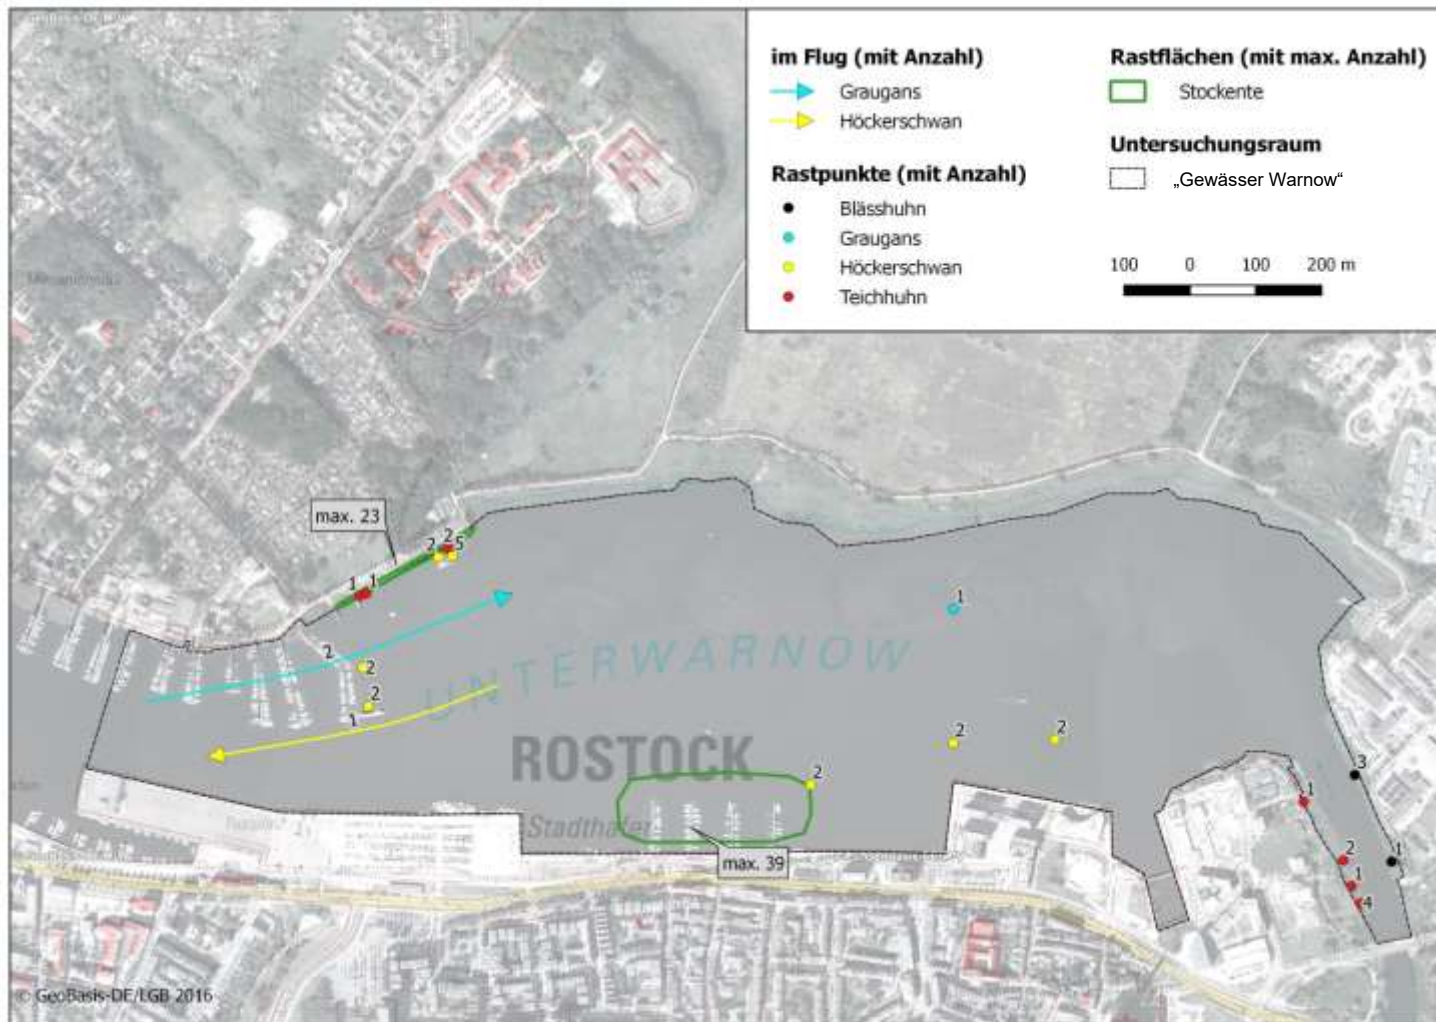 im Flug (mit Anzahl)
Graugans
Höckerschwan
Rastpunkte (mit Anzahl)
Blässhuhn
Graugans
Höckerschwan
Teichhuhn
Rastflächen (mit max. Anzahl)
Stockente
Untersuchungsraum
„Gewässer Warnow“
100 0 100 200 m
max. 23
2
2 5
1 1
1
2
2
2
1
UNTERWARNOW
ROSTOCK
2 2
2
3
1
Stadthafen
max. 39
2 1
1
4
© GeoBasis-DE/LGB 2016